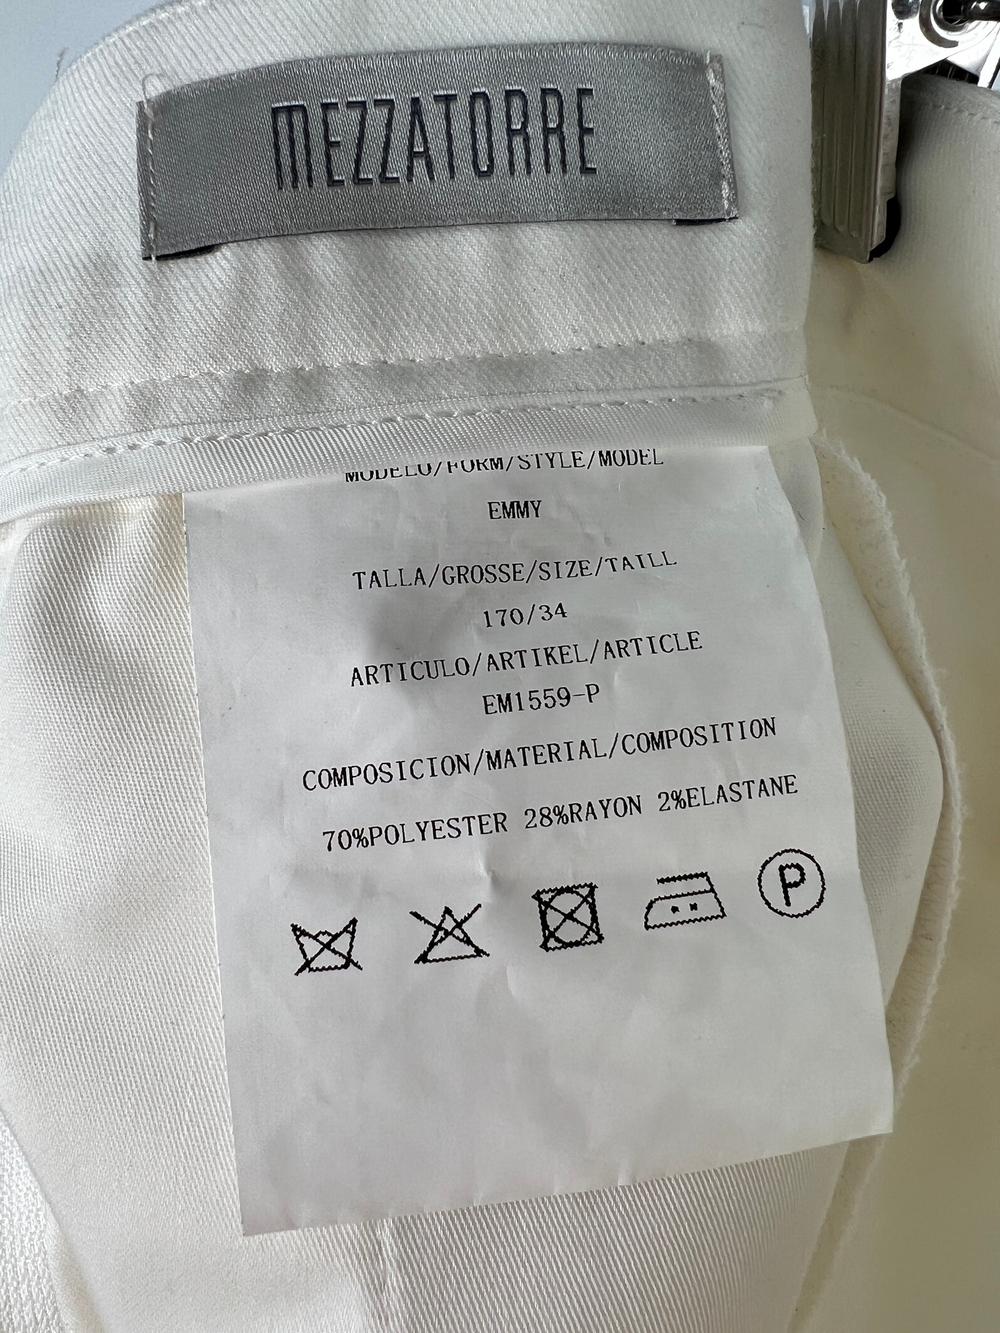 MEZZATORRE
MODELO/FORM/STYLE/MODEL
EMMY
TALLA/GROSSE/SIZE/TAILL
170/34
ARTICULO/ARTIKEL/ARTICLE
EM1559-P
COMPOSICION/MATERIAL/COMPOSITION
70%POLYESTER 28%RAYON 2%ELASTANE
P